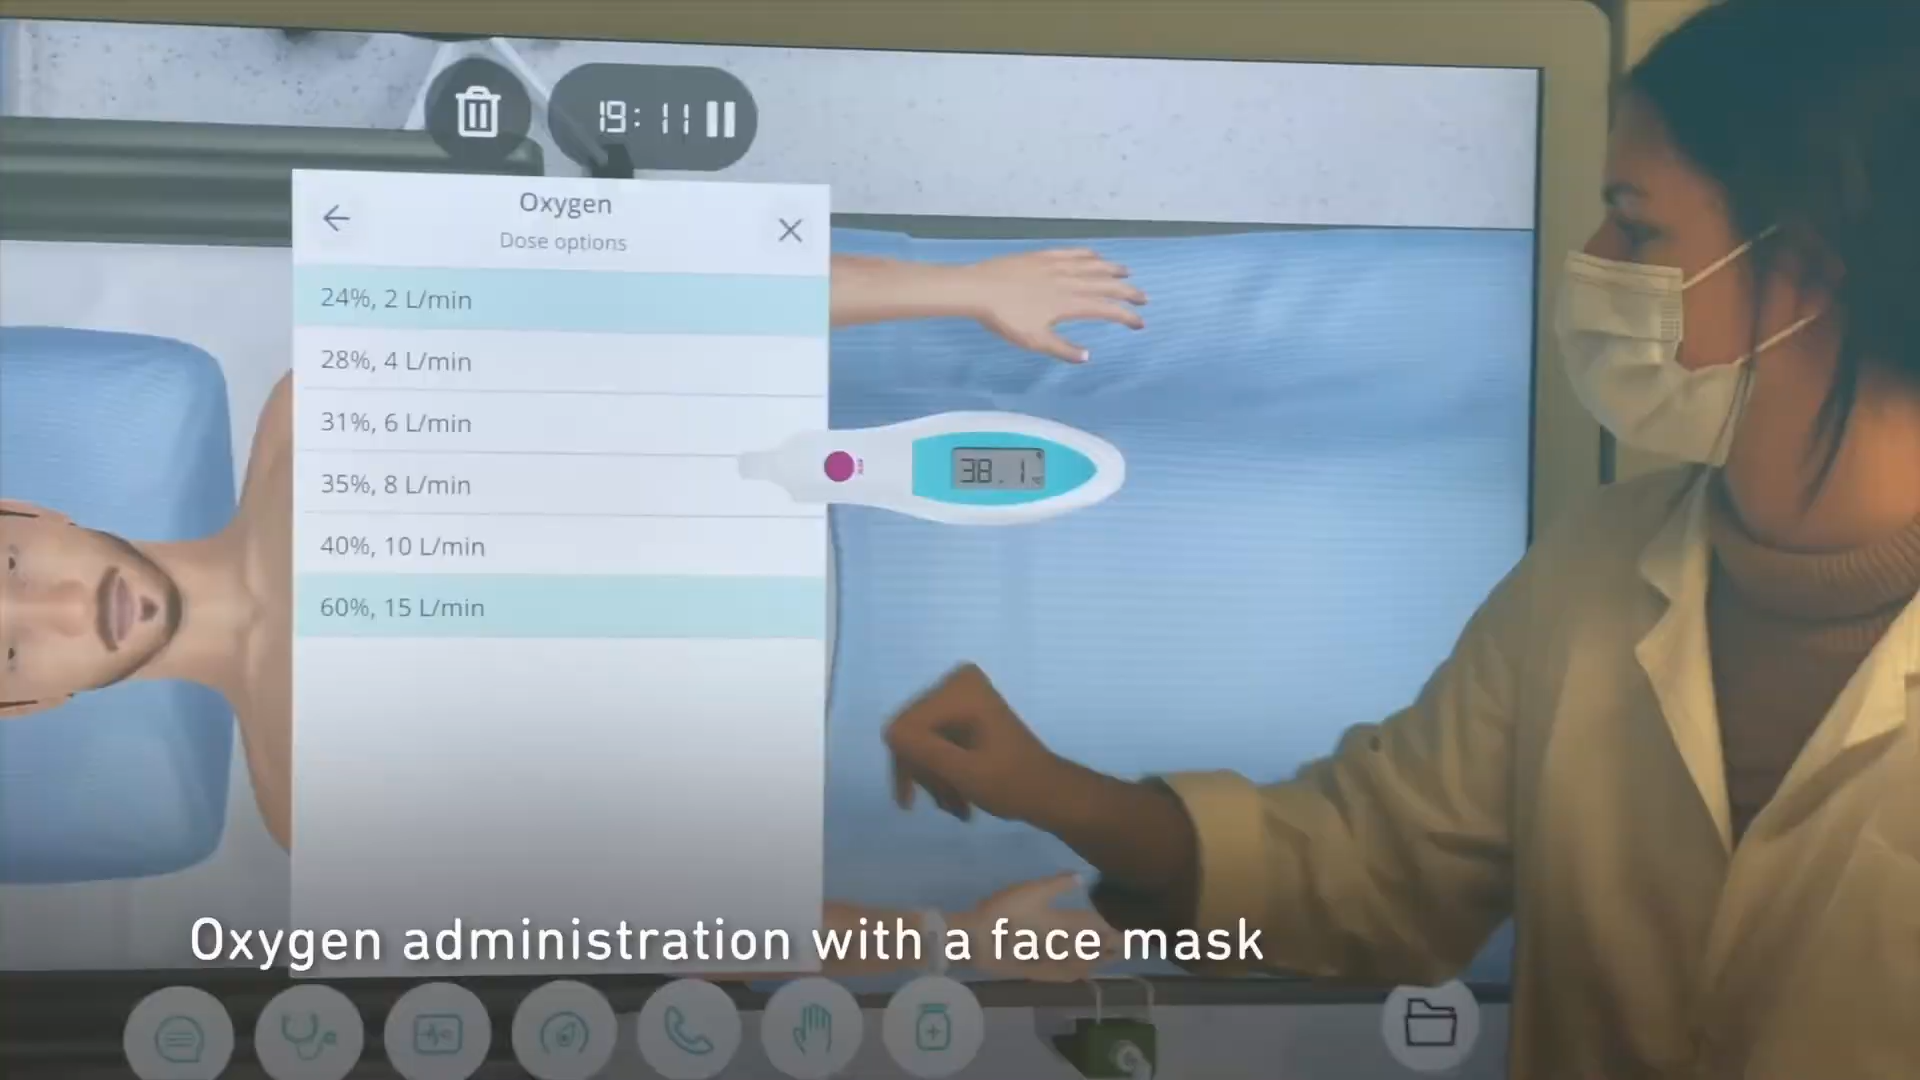 19:11
Oxygen
Dose options
24%, 2 L/min
28%, 4 L/min
31%, 6 L/min
35%, 8 L/min
40%, 10 L/min
60%, 15 L/min
38.1
Oxygen administration with a face mask